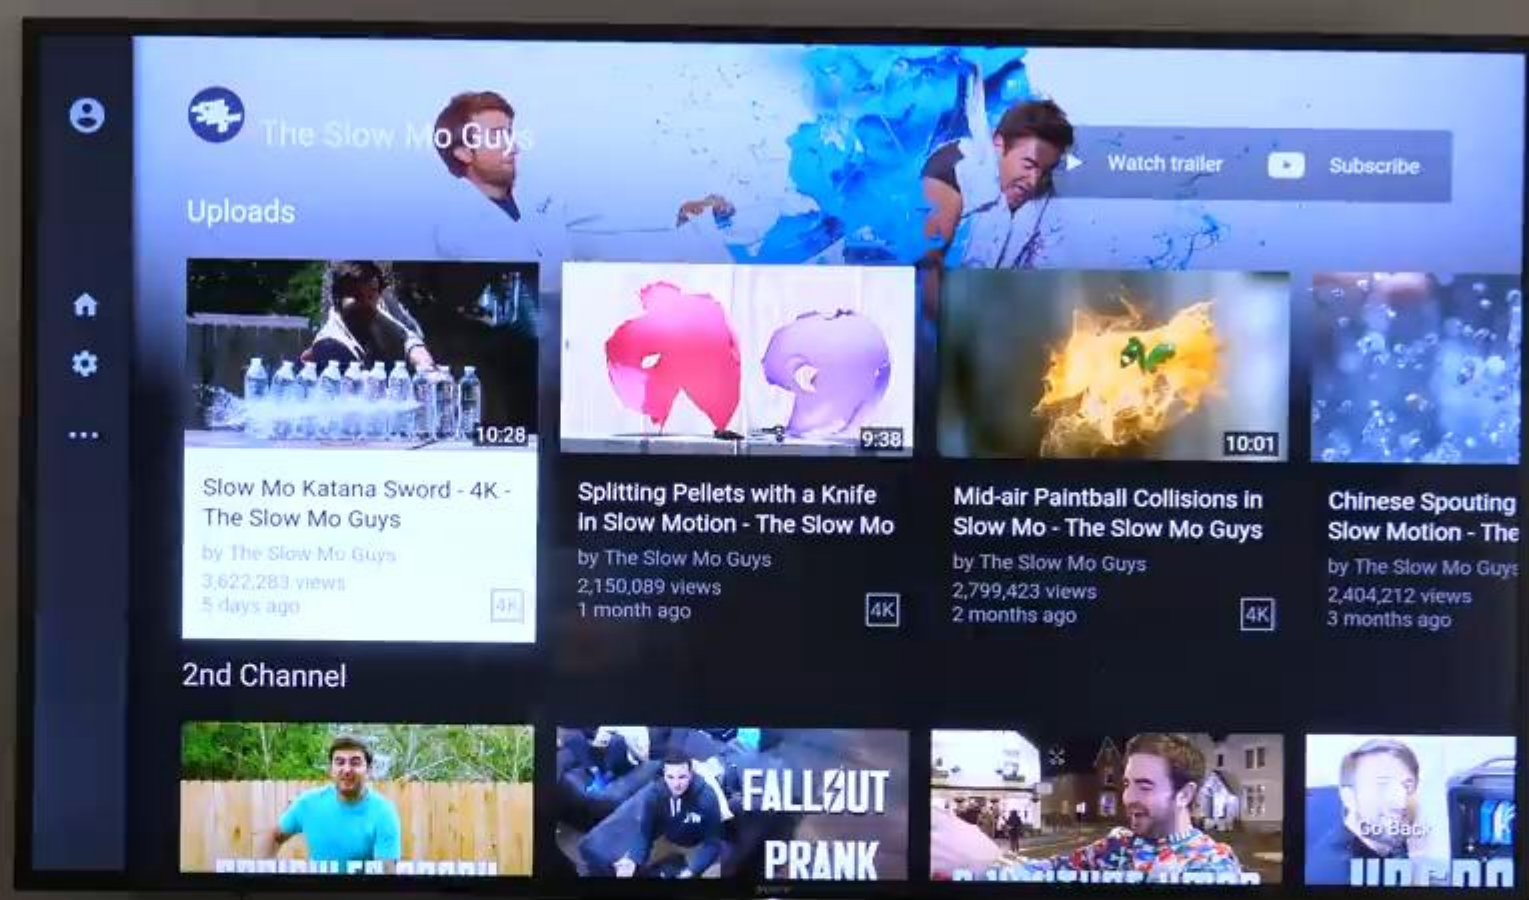 The Slow Mo Guys
Watch trailer
Subscribe
Uploads
10:28
9:38
10:01
Slow Mo Katana Sword - 4K -
The Slow Mo Guys
by The Slow Mo Guys
3,622,283 views
5 days ago
4K
Splitting Pellets with a Knife
in Slow Motion - The Slow Mo
by The Slow Mo Guys
2,150,089 views
1 month ago
4K
Mid-air Paintball Collisions in
Slow Mo - The Slow Mo Guys
by The Slow Mo Guys
2,799,423 views
2 months ago
4K
Chinese Spouting
Slow Motion - The
by The Slow Mo Guys
2,404,212 views
3 months ago
2nd Channel
FALLOUT
PRANK
Go Back